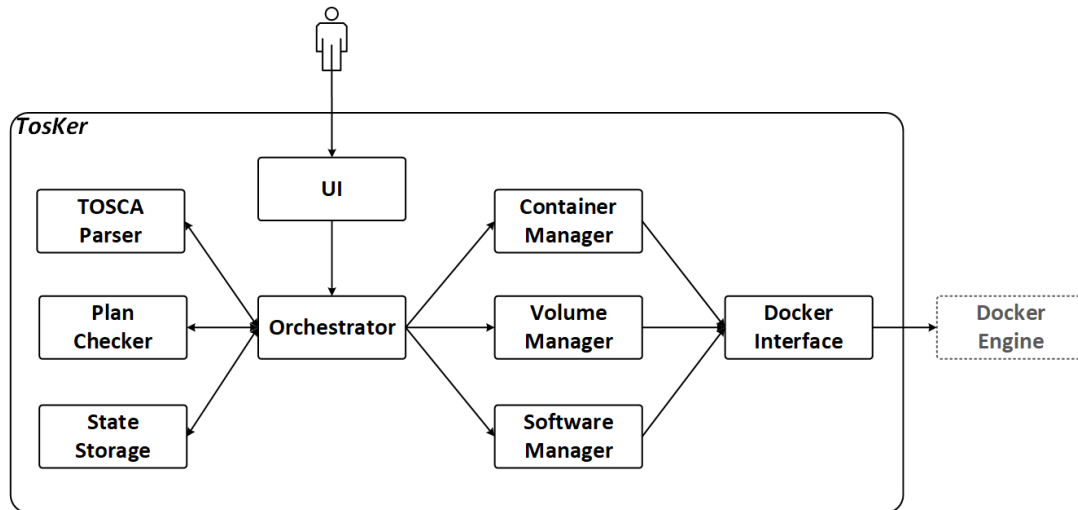 TosKer
UI
TOSCA
Parser
Container
Manager
Plan
Checker
Orchestrator
Volume
Manager
Docker
Interface
Docker
Engine
State
Storage
Software
Manager